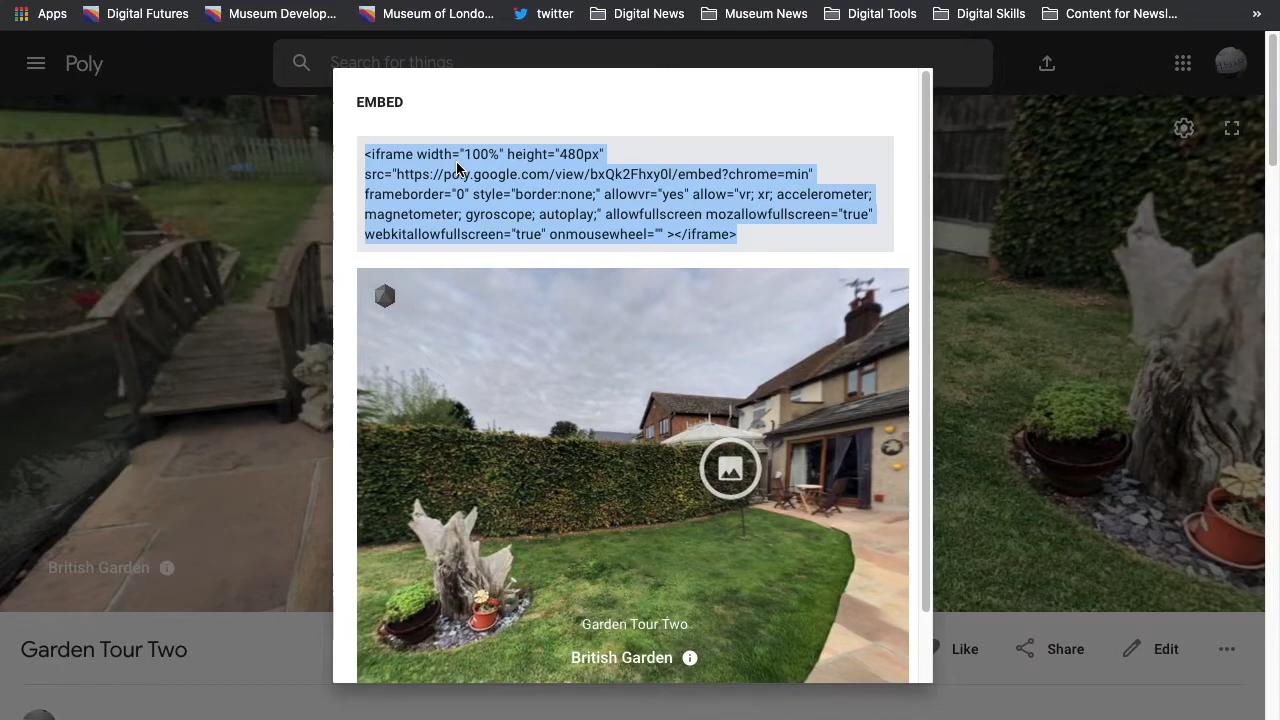 Apps Digital Futures Museum Develop... Museum of Londo... twitter Digital News Museum News Digital Tools Digital Skills Content for Newsl... »
Poly Search for things
EMBED
<iframe width="100%" height="480px"
src="https://poly.google.com/view/bxQk2Fhxy0l/embed?chrome=min"
frameborder="0" style="border:none;" allowvr="yes" allow="vr; xr; accelerometer;
magnetometer; gyroscope; autoplay;" allowfullscreen mozallowfullscreen="true"
webkitallowfullscreen="true" onmousewheel="" ></iframe>
British Garden
Garden Tour Two
British Garden
Garden Tour Two Like Share Edit